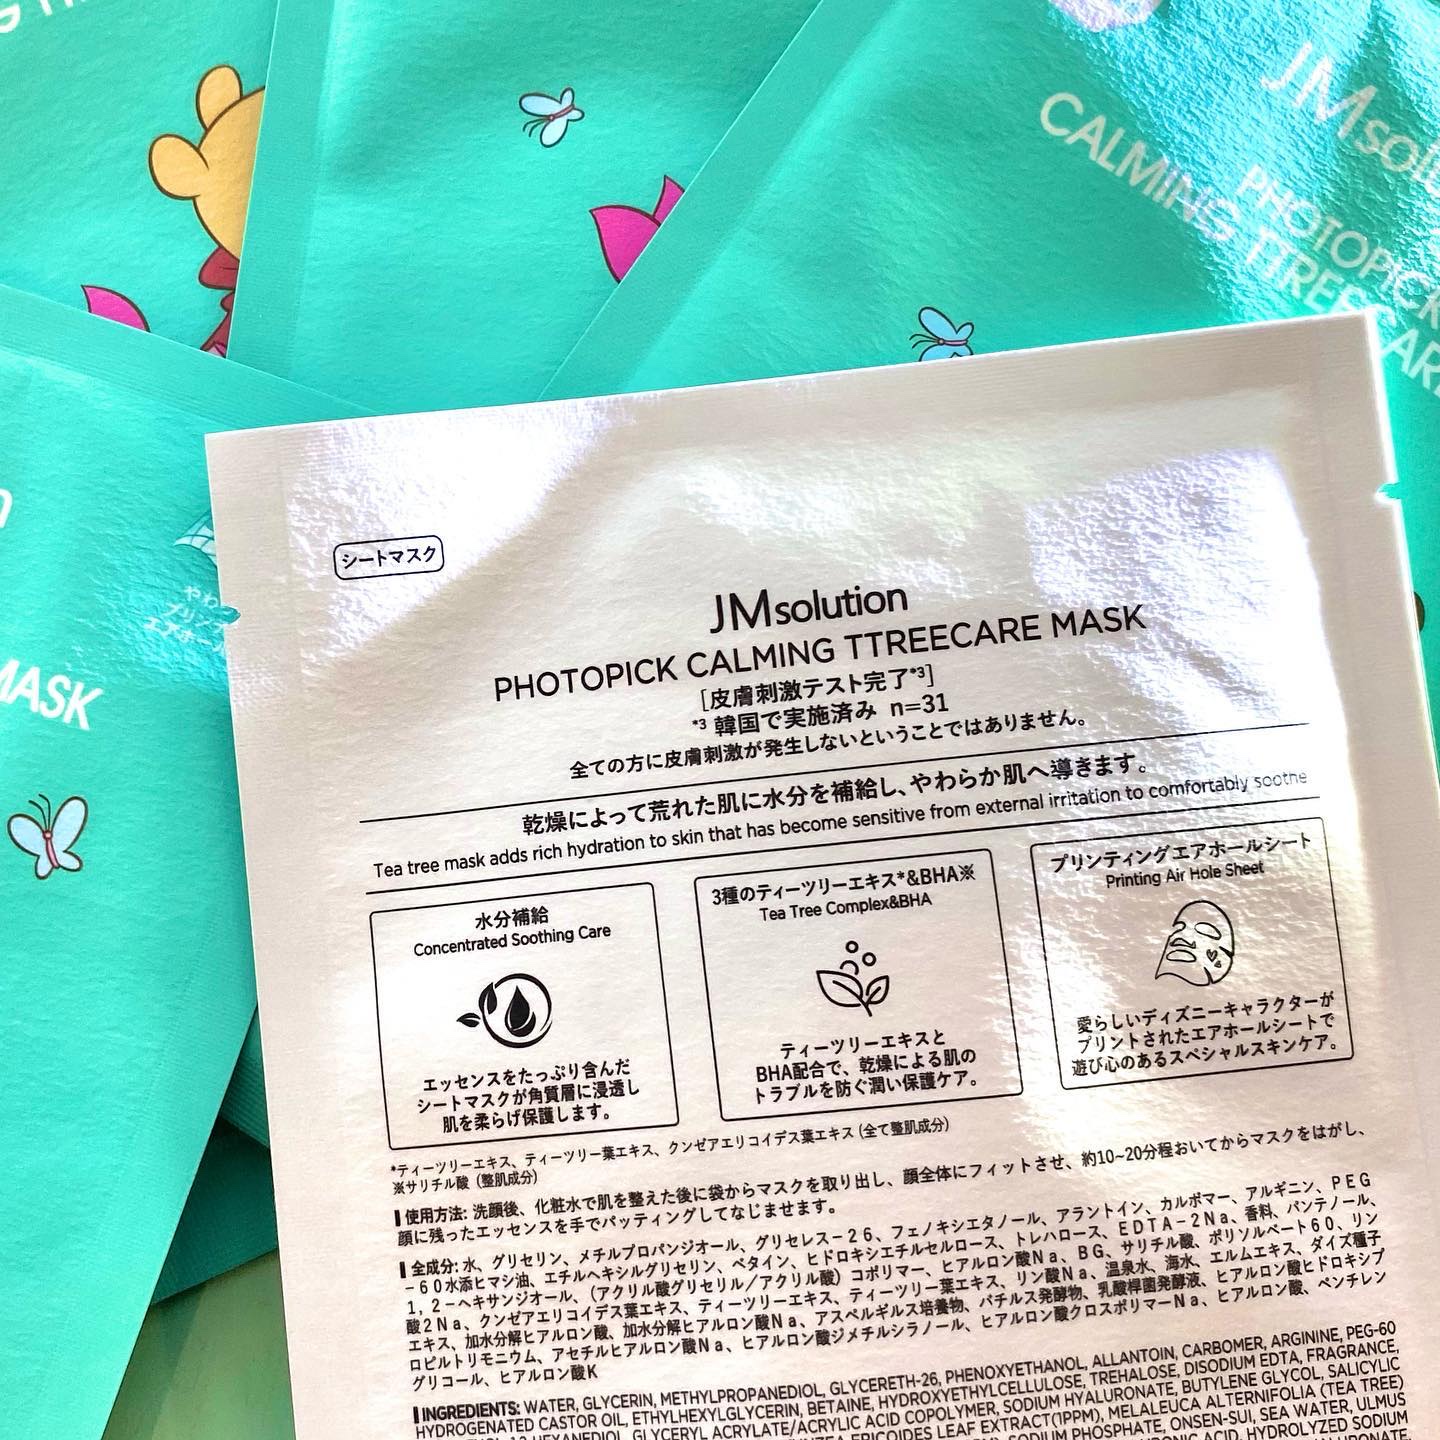 JMsol
PHOTOPICK
CALMING TTREE
MASK
やわ
プリン
エアホール
シートマスク
JMsolution
PHOTOPICK CALMING TTREECARE MASK
[皮膚刺激テスト完了*3]
*3 韓国で実施済み n=31
全ての方に皮膚刺激が発生しないということではありません。
乾燥によって荒れた肌に水分を補給し、やわらか肌へ導きます。
Tea tree mask adds rich hydration to skin that has become sensitive from external irritation to comfortably soothe
水分補給
Concentrated Soothing Care
エッセンスをたっぷり含んだ
シートマスクが角質層に浸透し
肌を柔らげ保護します。
3種のティーツリーエキス*&BHA※
Tea Tree Complex&BHA
ティーツリーエキスと
BHA配合で、乾燥による肌の
トラブルを防ぐ潤い保護ケア。
プリンティングエアホールシート
Printing Air Hole Sheet
愛らしいディズニーキャラクターが
プリントされたエアホールシートで
遊び心のあるスペシャルスキンケア。
*ティーツリーエキス、ティーツリー葉エキス、クンゼアエリコイデス葉エキス (全て整肌成分)
※サリチル酸 (整肌成分)
使用方法: 洗顔後、化粧水で肌を整えた後に袋からマスクを取り出し、顔全体にフィットさせ、約10~20分程おいてからマスクをはがし、
顔に残ったエッセンスを手でパッティングしてなじませます。
全成分: 水、グリセリン、メチルプロパンジオール、グリセレス-26、フェノキシエタノール、アラントイン、カルボマー、アルギニン、PEG
-60水添ヒマシ油、エチルヘキシルグリセリン、ベタイン、ヒドロキシエチルセルロース、トレハロース、EDTA-2Na、香料、パンテノール、
1,2-ヘキサンジオール、(アクリル酸グリセリル/アクリル酸) コポリマー、ヒアルロン酸Na、BG、サリチル酸、ポリソルベート60、リン
酸2Na、クンゼアエリコイデス葉エキス、ティーツリーエキス、ティーツリー葉エキス、リン酸Na、温泉水、海水、エルムエキス、ダイズ種子
エキス、加水分解ヒアルロン酸、加水分解ヒアルロン酸Na、アスペルギルス培養物、バチルス発酵物、乳酸桿菌発酵液、ヒアルロン酸ヒドロキシプ
ロピルトリモニウム、アセチルヒアルロン酸Na、ヒアルロン酸ジメチルシラノール、ヒアルロン酸クロスポリマーNa、ヒアルロン酸、ペンチレン
グリコール、ヒアルロン酸K
INGREDIENTS: WATER, GLYCERIN, METHYLPROPANEDIOL, GLYCERETH-26, PHENOXYETHANOL, ALLANTOIN, CARBOMER, ARGININE, PEG-60
HYDROGENATED CASTOR OIL, ETHYLHEXYLGLYCERIN, BETAINE, HYDROXYETHYLCELLULOSE, TREHALOSE, DISODIUM EDTA, FRAGRANCE,
HEXANEDIOL, GLYCERYL ACRYLATE/ACRYLIC ACID COPOLYMER, SODIUM HYALURONATE, BUTYLENE GLYCOL, SALICYLIC
ERICOIDES LEAF EXTRACT(1PPM), MELALEUCA ALTERNIFOLIA (TEA TREE)
SODIUM PHOSPHATE, ONSEN-SUI, SEA WATER, ULMUS
ACID, HYDROLYZED SODIUM